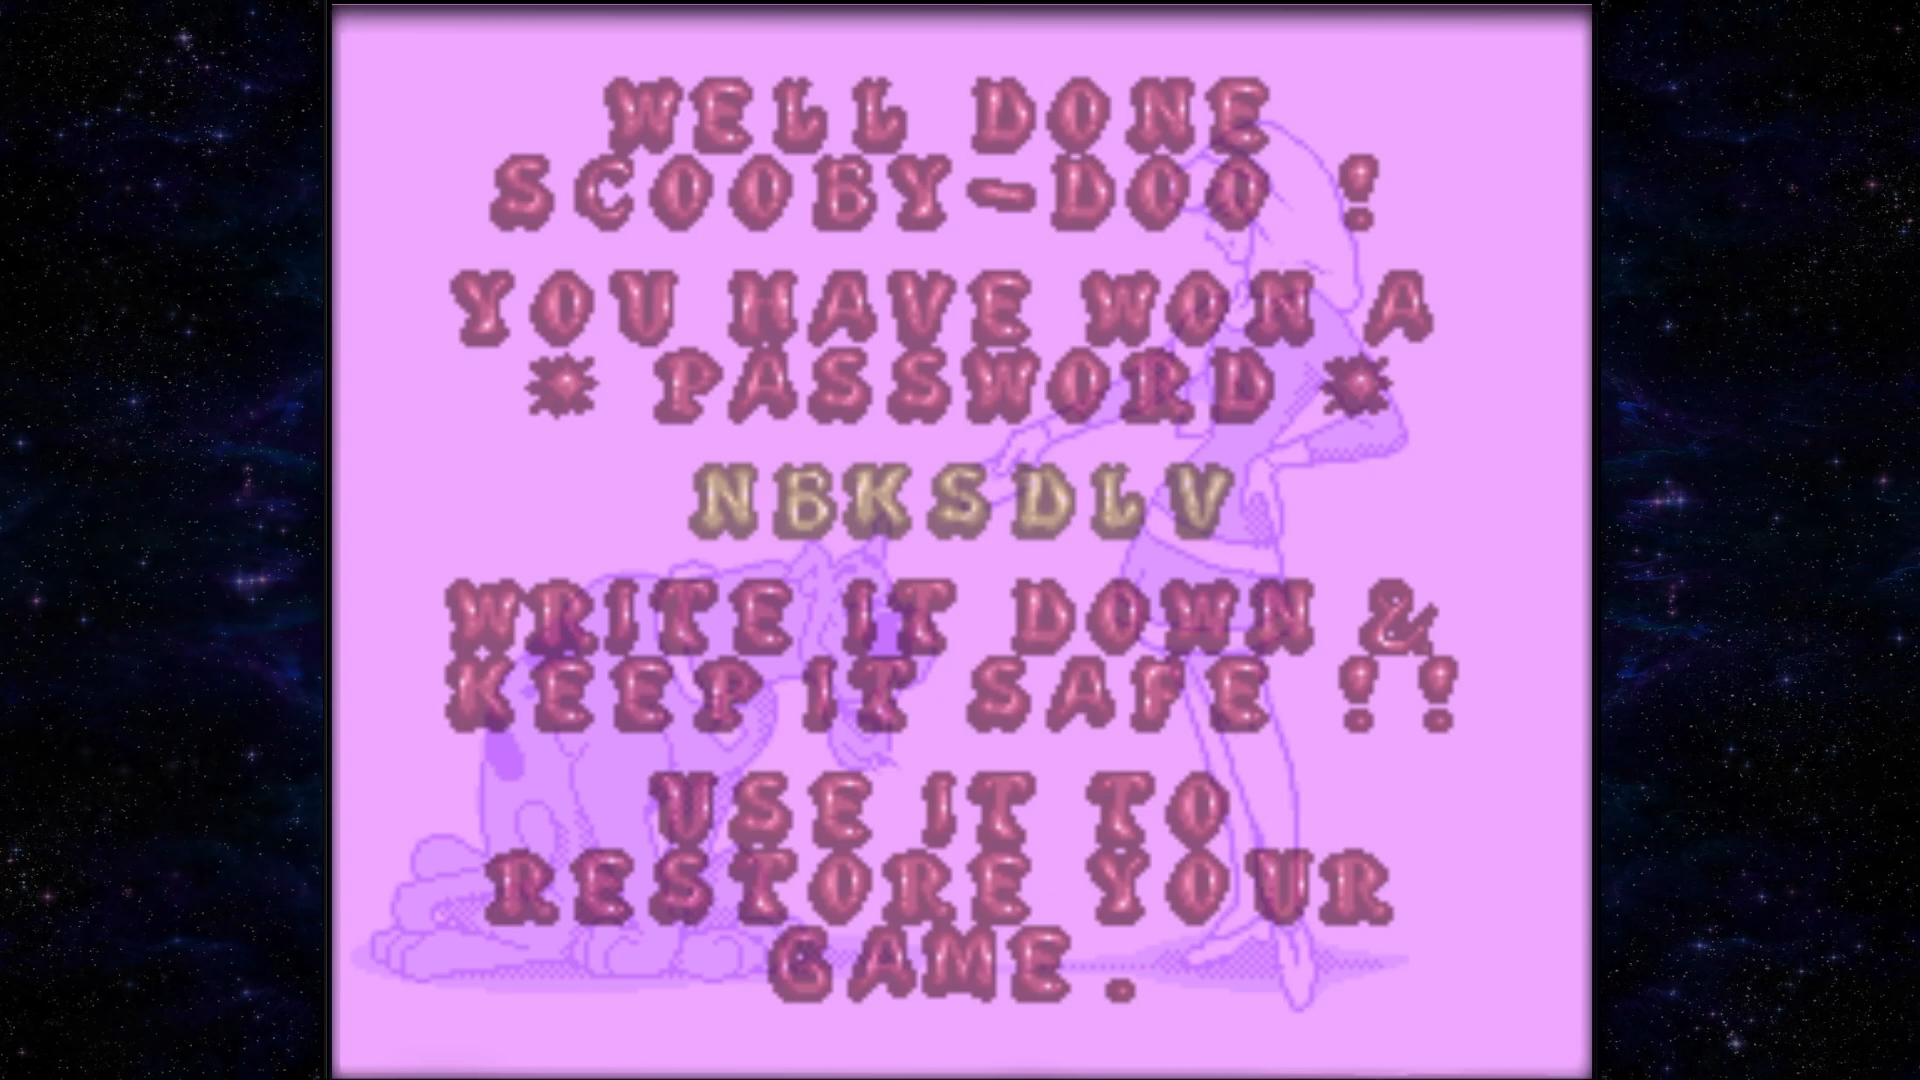 WELL DONE
SCOOBY-DOO !
YOU HAVE WON A
* PASSWORD *
NBKSDLV
WRITE IT DOWN &
KEEP IT SAFE !!
USE IT TO
RESTORE YOUR
GAME.